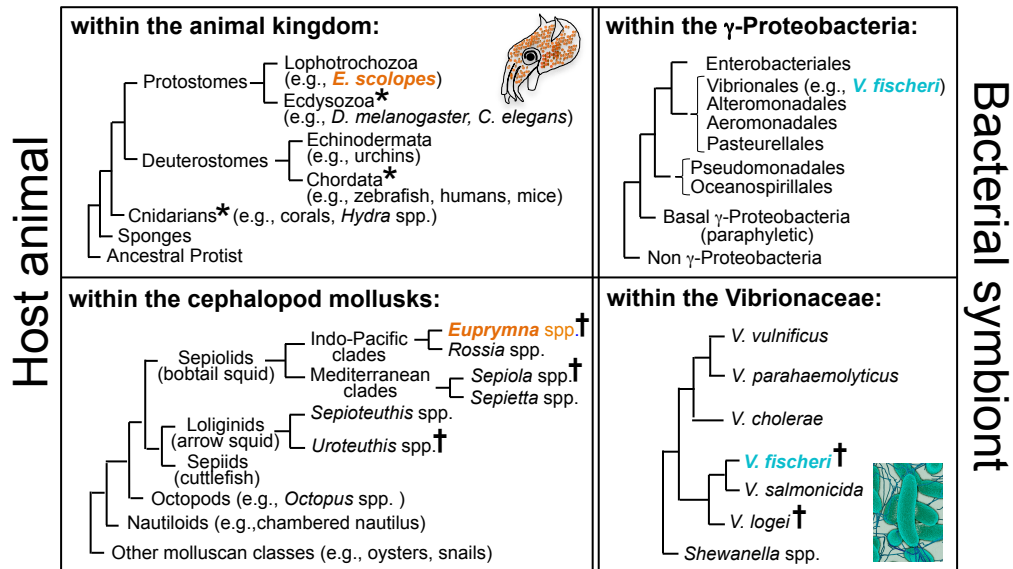 Host animal
within the animal kingdom:
Lophotrochozoa
(e.g., E. scolopes)
Protostomes
Ecdysozoa*
(e.g., D. melanogaster, C. elegans)
Echinodermata
(e.g., urchins)
Deuterostomes
Chordata*
(e.g., zebrafish, humans, mice)
Cnidarians* (e.g., corals, Hydra spp.)
Sponges
Ancestral Protist
within the cephalopod mollusks:
Euprymna spp.†
Indo-Pacific
clades
Rossia spp.
Sepiolids
(bobtail squid)
Mediterranean
clades
Sepiola spp.†
Sepietta spp.
Sepioteuthis spp.
Loliginids
(arrow squid)
Uroteuthis spp.†
Sepiids
(cuttlefish)
Octopods (e.g., Octopus spp. )
Nautiloids (e.g.,chambered nautilus)
Other molluscan classes (e.g., oysters, snails)
within the γ-Proteobacteria:
Enterobacteriales
Vibrionales (e.g., V. fischeri)
Alteromonadales
Aeromonadales
Pasteurellales
Pseudomonadales
Oceanospirillales
Basal γ-Proteobacteria
(paraphyletic)
Non γ-Proteobacteria
within the Vibrionaceae:
V. vulnificus
V. parahaemolyticus
V. cholerae
V. fischeri†
V. salmonicida
V. logei†
Shewanella spp.
Bacterial symbiont